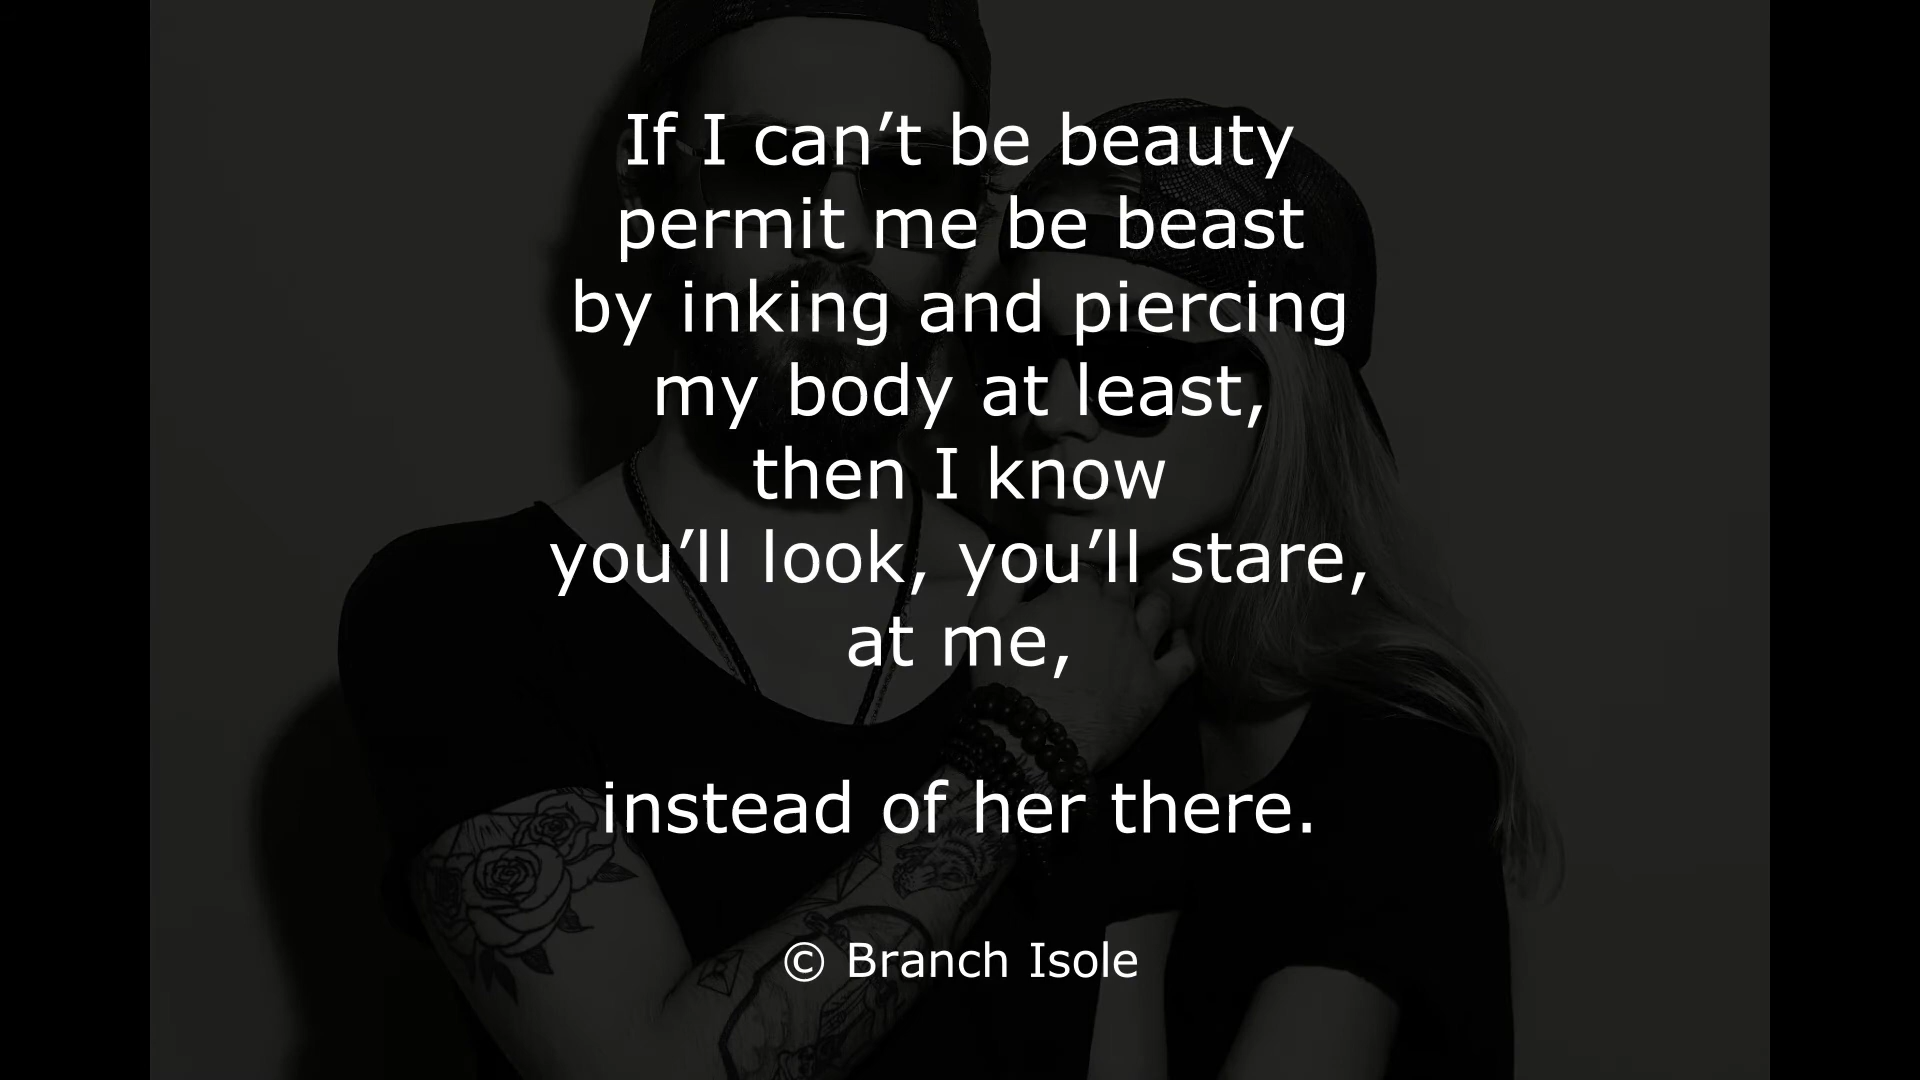 If I can’t be beauty
permit me be beast
by inking and piercing
my body at least,
then I know
you’ll look, you’ll stare,
at me,
instead of her there.
© Branch Isole